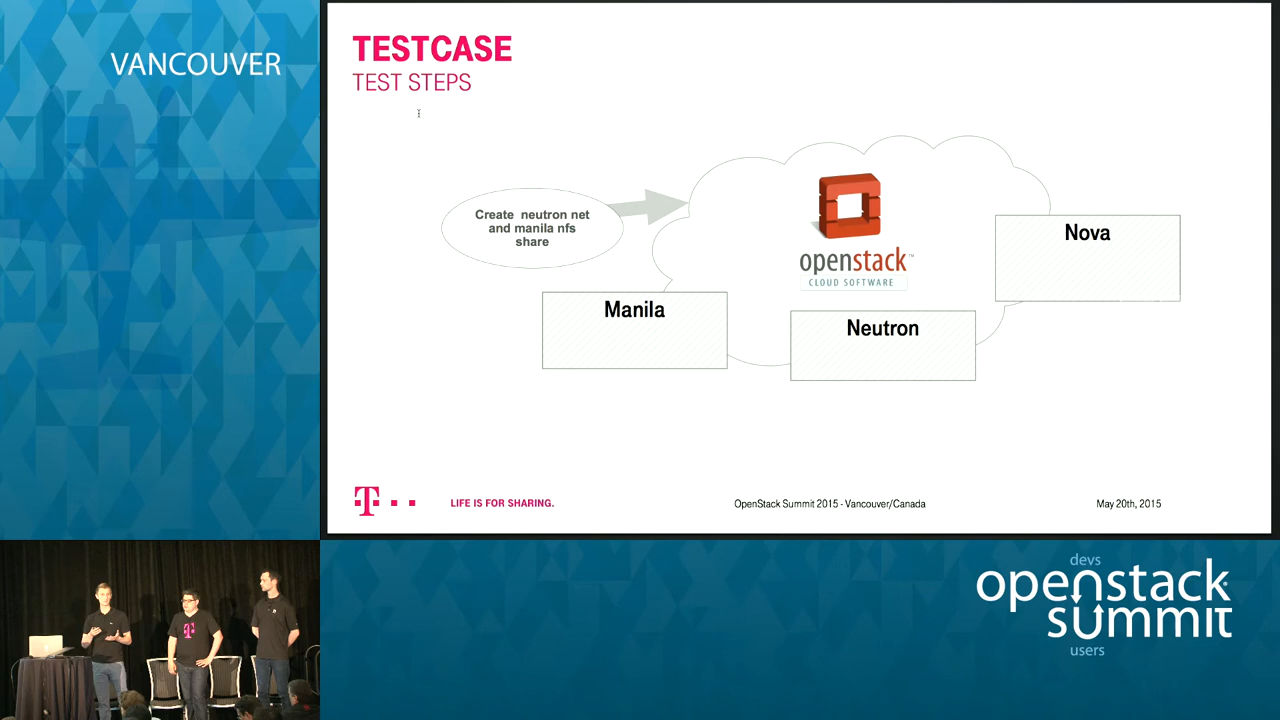 VANCOUVER
TESTCASE
TEST STEPS
Create neutron net
and manila nfs
share
openstack™
CLOUD SOFTWARE
Nova
Manila
Neutron
T
LIFE IS FOR SHARING.
OpenStack Summit 2015 - Vancouver/Canada
May 20th, 2015
T
devs
openstack
summit
users